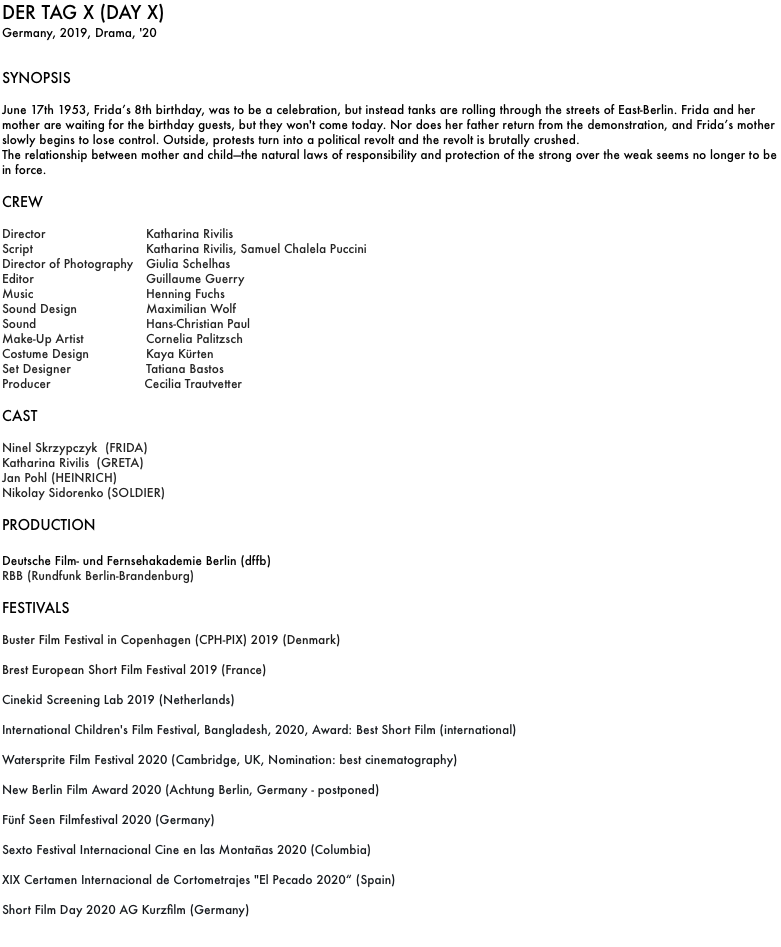 DER TAG X (DAY X)
Germany, 2019, Drama, '20
SYNOPSIS
June 17th 1953, Frida’s 8th birthday, was to be a celebration, but instead tanks are rolling through the streets of East-Berlin. Frida and her
mother are waiting for the birthday guests, but they won't come today. Nor does her father return from the demonstration, and Frida’s mother
slowly begins to lose control. Outside, protests turn into a political revolt and the revolt is brutally crushed.
The relationship between mother and child—the natural laws of responsibility and protection of the strong over the weak seems no longer to be
in force.
CREW
Director Katharina Rivilis
Script Katharina Rivilis, Samuel Chalela Puccini
Director of Photography Giulia Schelhas
Editor Guillaume Guerry
Music Henning Fuchs
Sound Design Maximilian Wolf
Sound Hans-Christian Paul
Make-Up Artist Cornelia Palitzsch
Costume Design Kaya Kürten
Set Designer Tatiana Bastos
Producer Cecilia Trautvetter
CAST
Ninel Skrzypczyk (FRIDA)
Katharina Rivilis (GRETA)
Jan Pohl (HEINRICH)
Nikolay Sidorenko (SOLDIER)
PRODUCTION
Deutsche Film- und Fernsehakademie Berlin (dffb)
RBB (Rundfunk Berlin-Brandenburg)
FESTIVALS
Buster Film Festival in Copenhagen (CPH-PIX) 2019 (Denmark)
Brest European Short Film Festival 2019 (France)
Cinekid Screening Lab 2019 (Netherlands)
International Children's Film Festival, Bangladesh, 2020, Award: Best Short Film (international)
Watersprite Film Festival 2020 (Cambridge, UK, Nomination: best cinematography)
New Berlin Film Award 2020 (Achtung Berlin, Germany - postponed)
Fünf Seen Filmfestival 2020 (Germany)
Sexto Festival Internacional Cine en las Montañas 2020 (Columbia)
XIX Certamen Internacional de Cortometrajes "El Pecado 2020“ (Spain)
Short Film Day 2020 AG Kurzfilm (Germany)